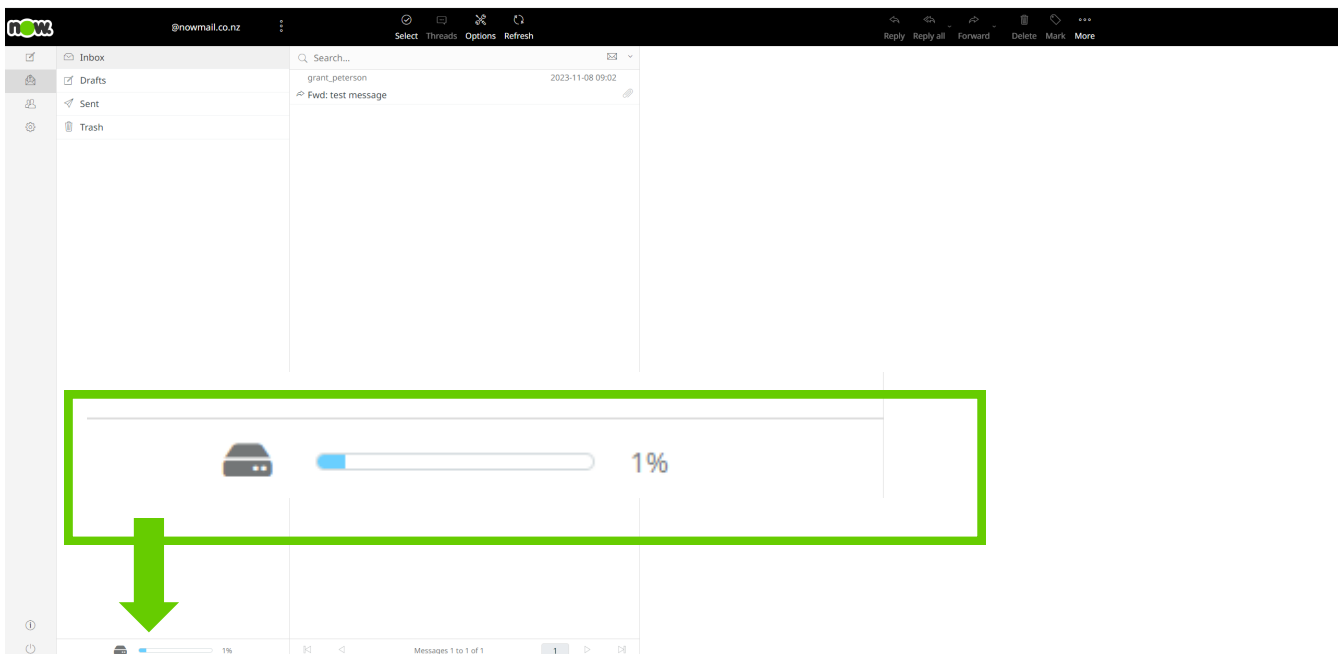 now.
@nowmail.co.nz
Select Threads Options Refresh
Reply Reply all Forward Delete Mark More
Inbox
Drafts
Sent
Trash
Search...
grant_peterson 2023-11-08 09:02
Fwd: test message
1%
1%
Messages 1 to 1 of 1
1